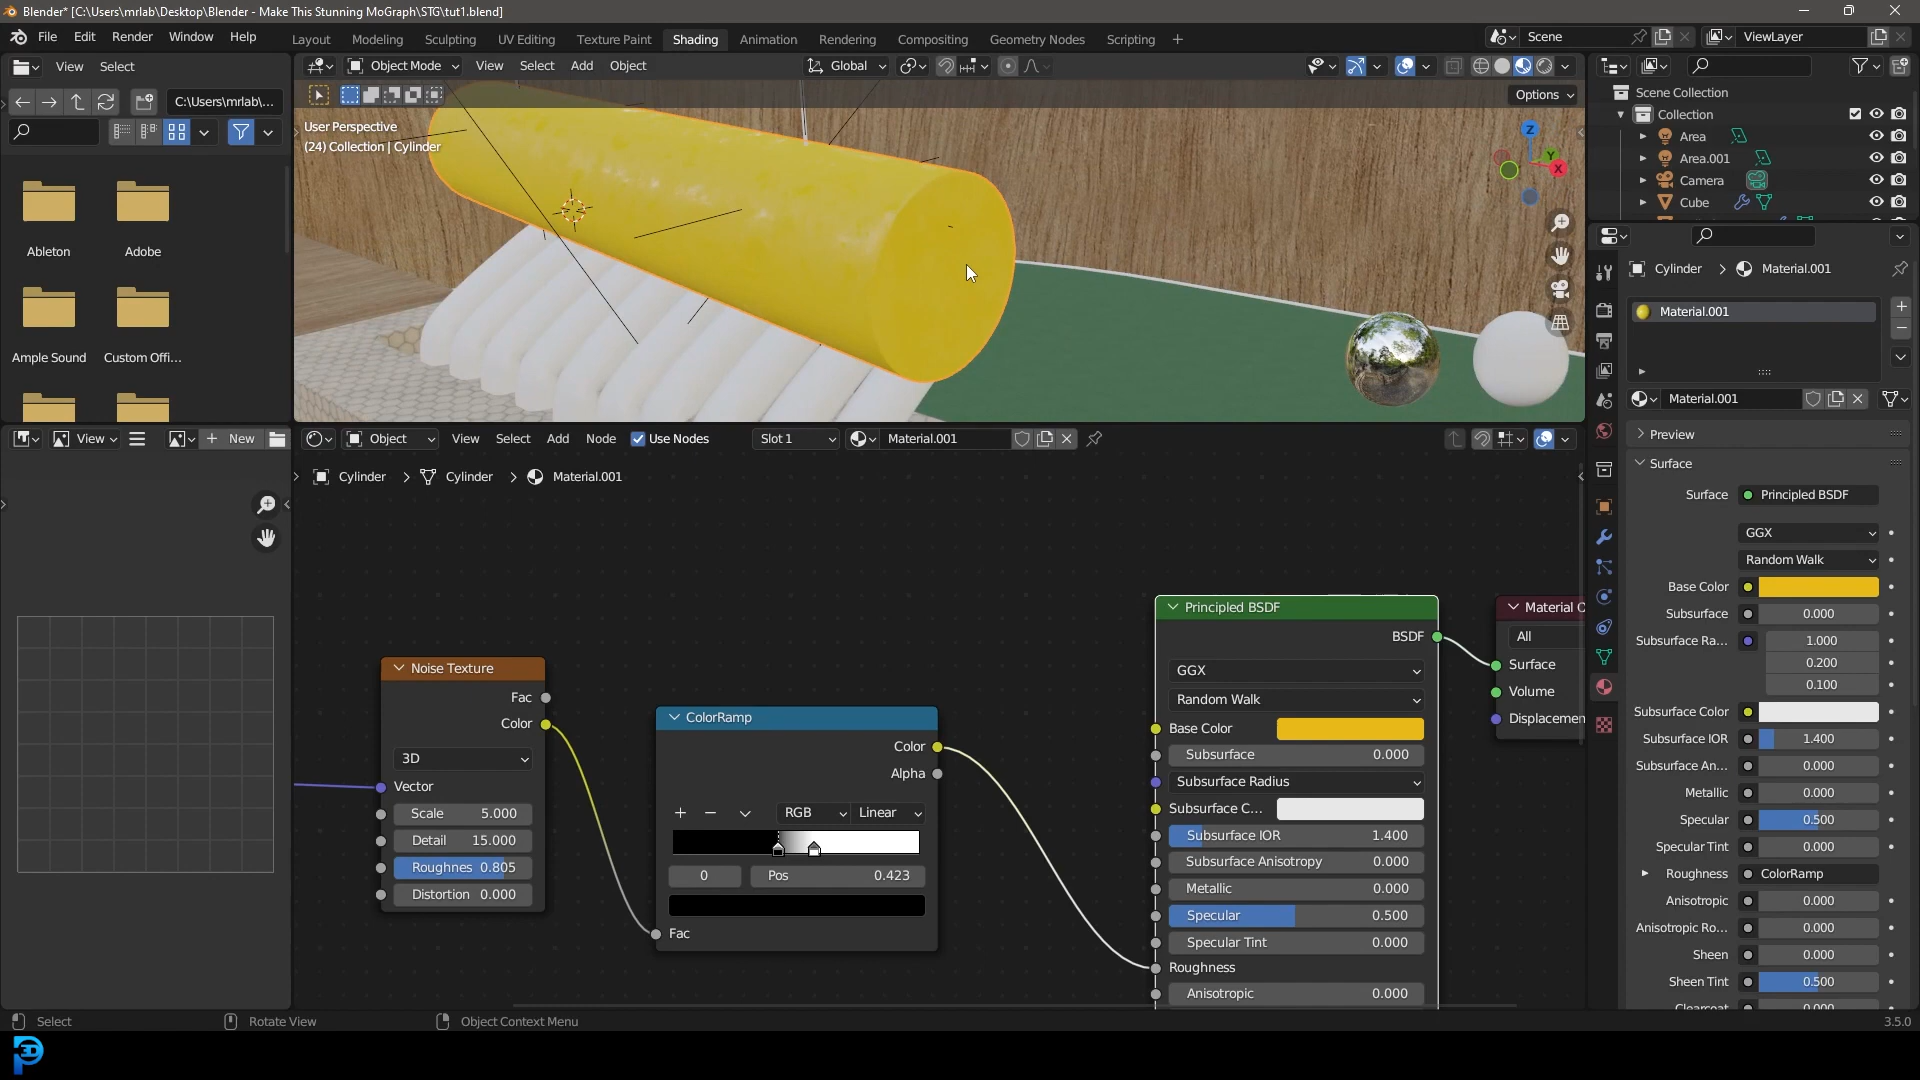 Blender* [C:\Users\mrlab\Desktop\Blender - Make This Stunning MoGraph\STG\tut1.blend]
File Edit Render Window Help Layout Modeling Sculpting UV Editing Texture Paint Shading Animation Rendering Compositing Geometry Nodes Scripting + Scene ViewLayer
View Select Object Mode View Select Add Object Global
C:\Users\mrlab\... Options
Scene Collection
Collection
Area
Area.001
Camera
Cube
User Perspective
(24) Collection | Cylinder
Z
Y
X
Ableton Adobe
Ample Sound Custom Offi...
Cylinder > Material.001
Material.001
Material.001
View New Object View Select Add Node Use Nodes Slot 1 Material.001
Cylinder > Cylinder > Material.001
Preview
Surface
Surface Principled BSDF
GGX
Random Walk
Base Color
Subsurface 0.000
Subsurface Ra... 1.000
0.200
0.100
Subsurface Color
Subsurface IOR 1.400
Subsurface An... 0.000
Metallic 0.000
Specular 0.500
Specular Tint 0.000
Roughness ColorRamp
Anisotropic 0.000
Anisotropic Ro... 0.000
Sheen 0.000
Sheen Tint 0.500
Clearcoat 0.000
Noise Texture
Fac
Color
3D
Vector
Scale 5.000
Detail 15.000
Roughnes 0.805
Distortion 0.000
ColorRamp
Color
Alpha
RGB Linear
0 Pos 0.423
Fac
Principled BSDF
BSDF
GGX
Random Walk
Base Color
Subsurface 0.000
Subsurface Radius
Subsurface C...
Subsurface IOR 1.400
Subsurface Anisotropy 0.000
Metallic 0.000
Specular 0.500
Specular Tint 0.000
Roughness
Anisotropic 0.000
Material O
All
Surface
Volume
Displacemen
Select Rotate View Object Context Menu 3.5.0